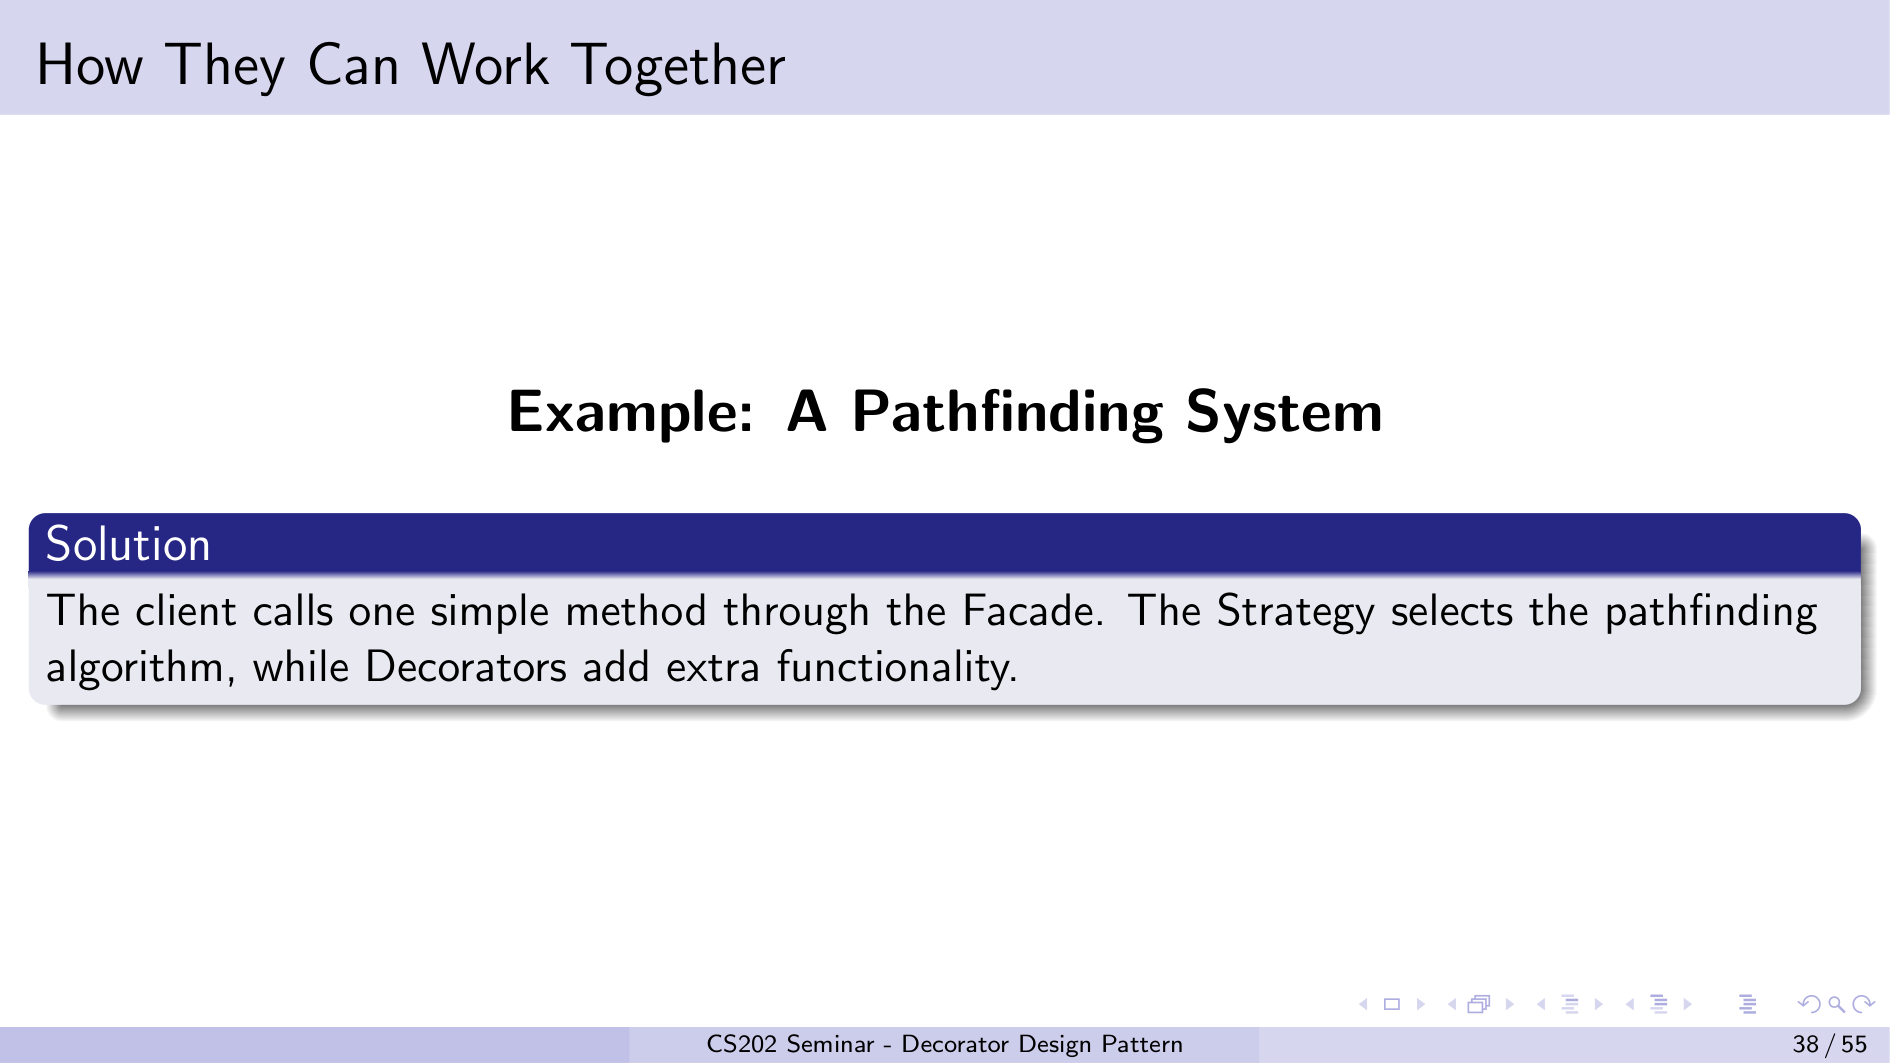 How They Can Work Together
Example: A Pathfinding System
Solution
The client calls one simple method through the Facade. The Strategy selects the pathfinding
algorithm, while Decorators add extra functionality.
CS202 Seminar - Decorator Design Pattern
38 / 55